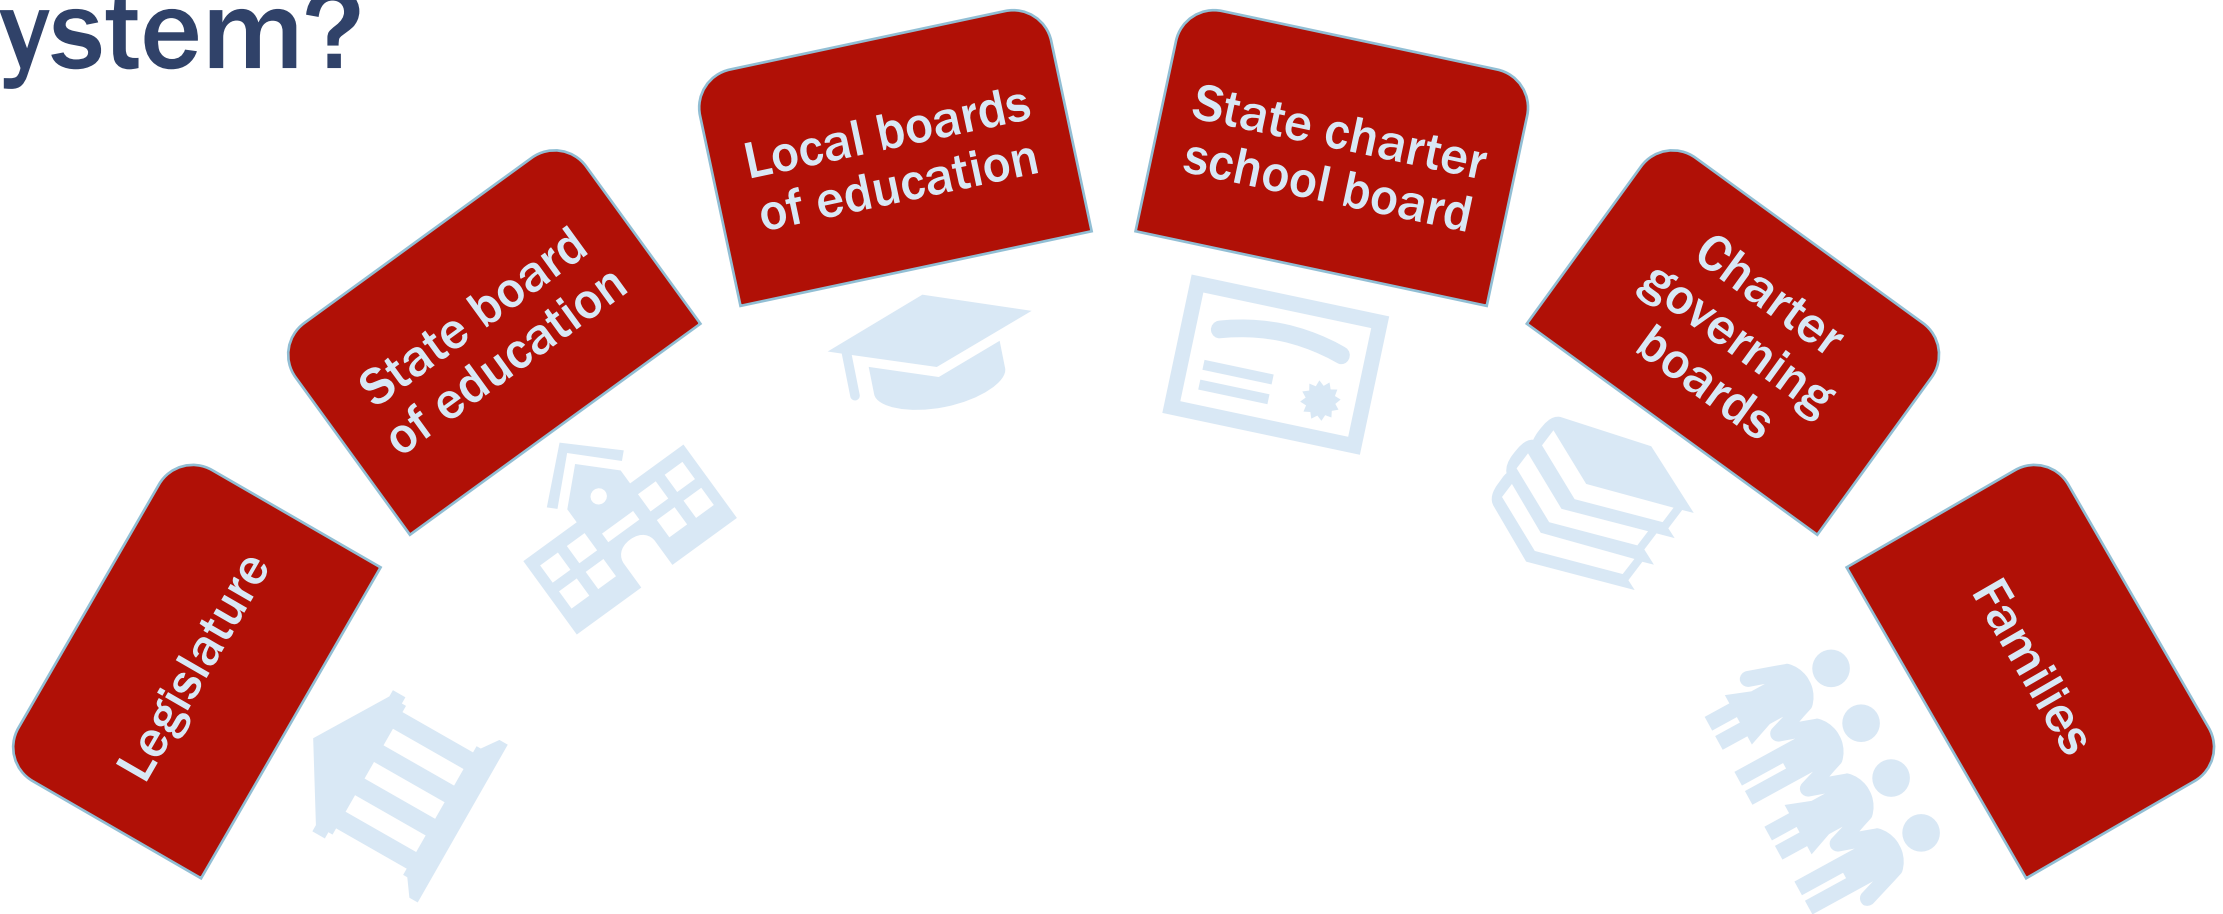 ystem?
Legislature
State board
of education
Local boards
of education
State charter
school board
Charter
governing
boards
Families